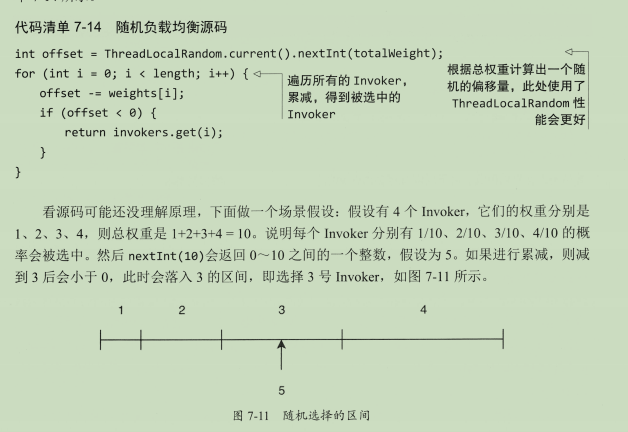 代码清单 7-14 随机负载均衡源码
int offset = ThreadLocalRandom.current().nextInt(totalWeight);
for (int i = 0; i < length; i++) {
遍历所有的 Invoker，
累减，得到被选中的
Invoker
根据总权重计算出一个随
机的偏移量，此处使用了
ThreadLocalRandom 性
能会更好
offset -= weights[i];
if (offset < 0) {
return invokers.get(i);
}
}
看源码可能还没理解原理，下面做一个场景假设：假设有 4 个 Invoker，它们的权重分别是
1、2、3、4，则总权重是 1+2+3+4 = 10。说明每个 Invoker 分别有 1/10、2/10、3/10、4/10 的概
率会被选中。然后 nextInt(10)会返回 0～10 之间的一个整数，假设为 5。如果进行累减，则减
到 3 后会小于 0，此时会落入 3 的区间，即选择 3 号 Invoker，如图 7-11 所示。
1 2 3 4
5
图 7-11 随机选择的区间